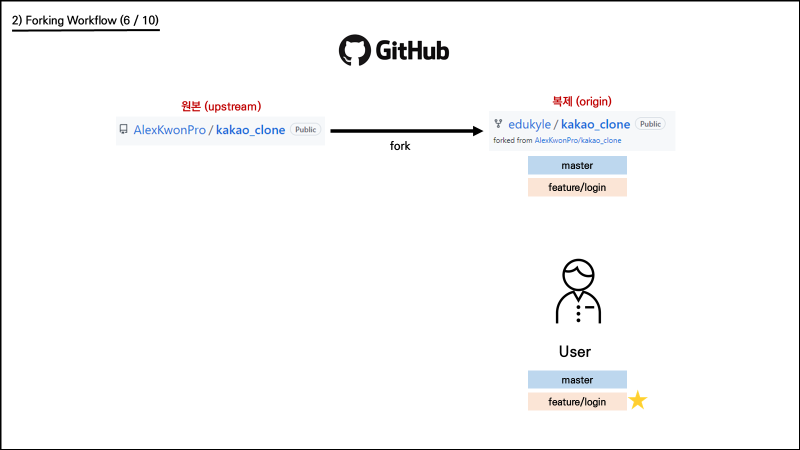 2) Forking Workflow (6 / 10)
GitHub
원본 (upstream)
AlexKwonPro / kakao_clone Public
fork
복제 (origin)
edukyle / kakao_clone Public
forked from AlexKwonPro/kakao_clone
master
feature/login
User
master
feature/login